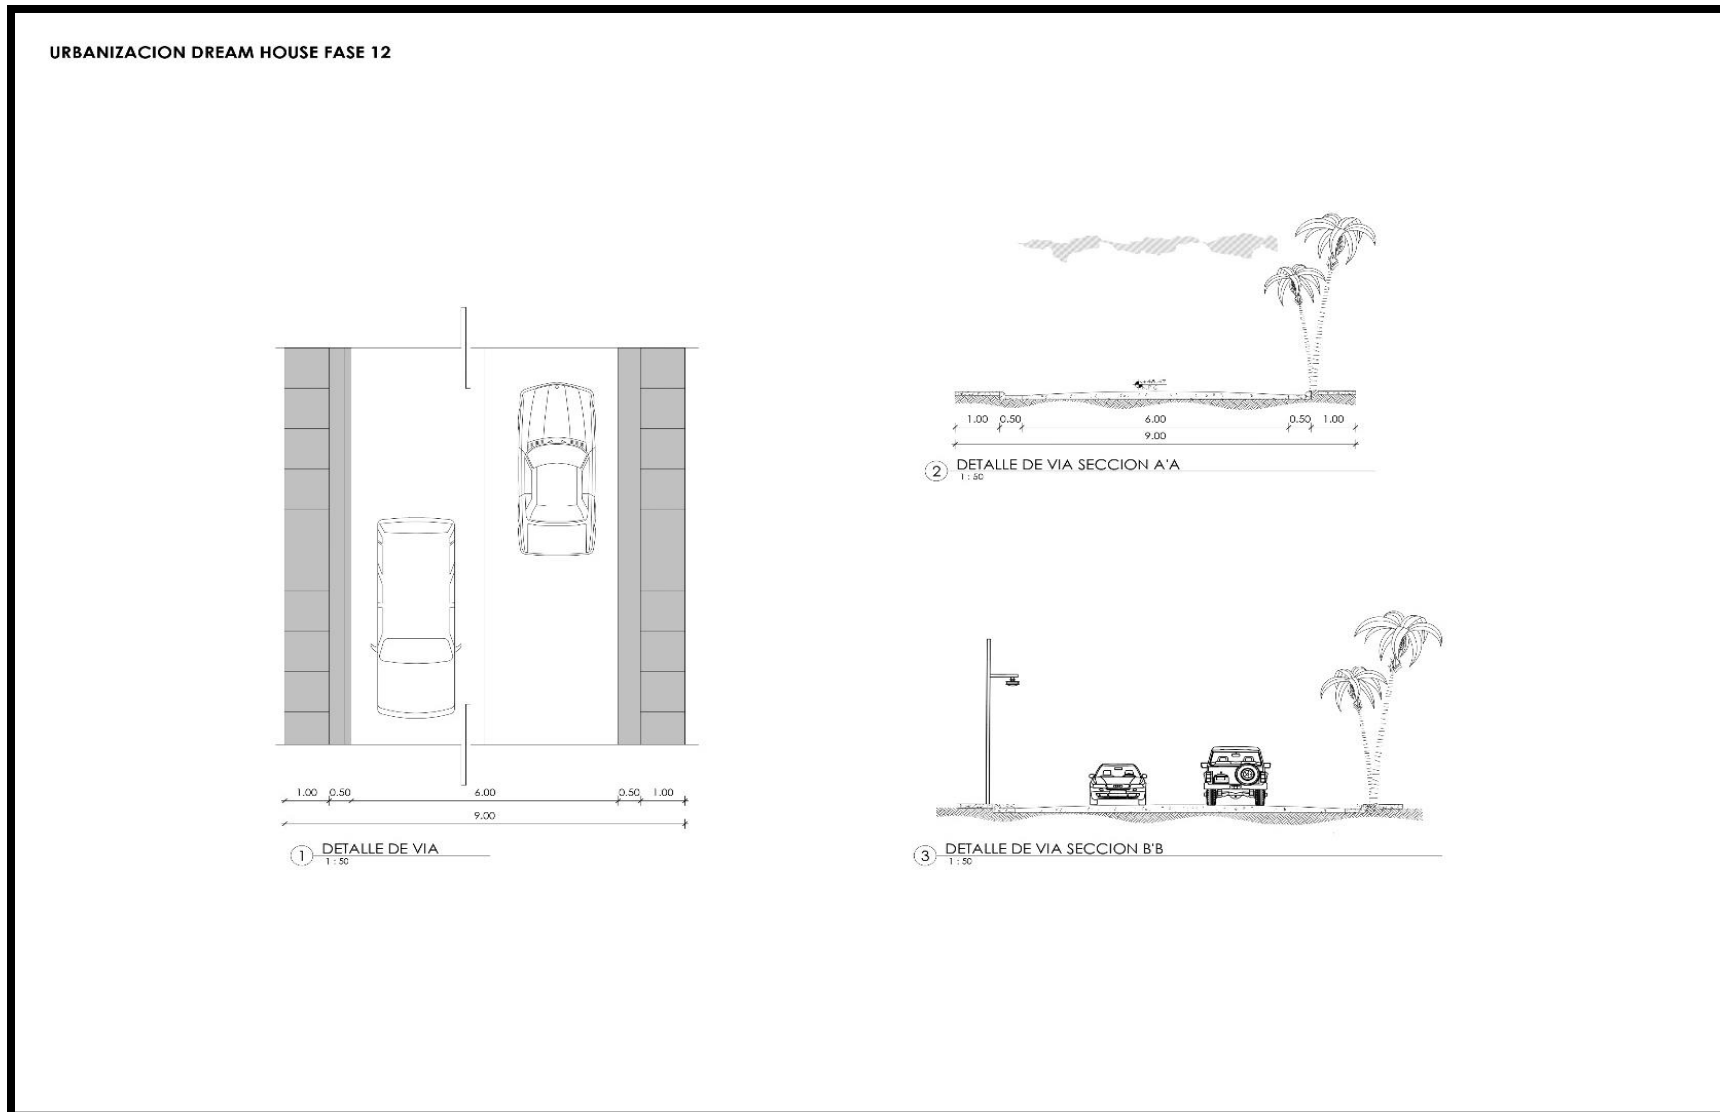 URBANIZACION DREAM HOUSE FASE 12
1.00 0.50 6.00 0.50 1.00
9.00
1 DETALLE DE VIA
1 : 50
1.00 0.50 6.00 0.50 1.00
9.00
2 DETALLE DE VIA SECCION A'A
1 : 50
3 DETALLE DE VIA SECCION B'B
1 : 50